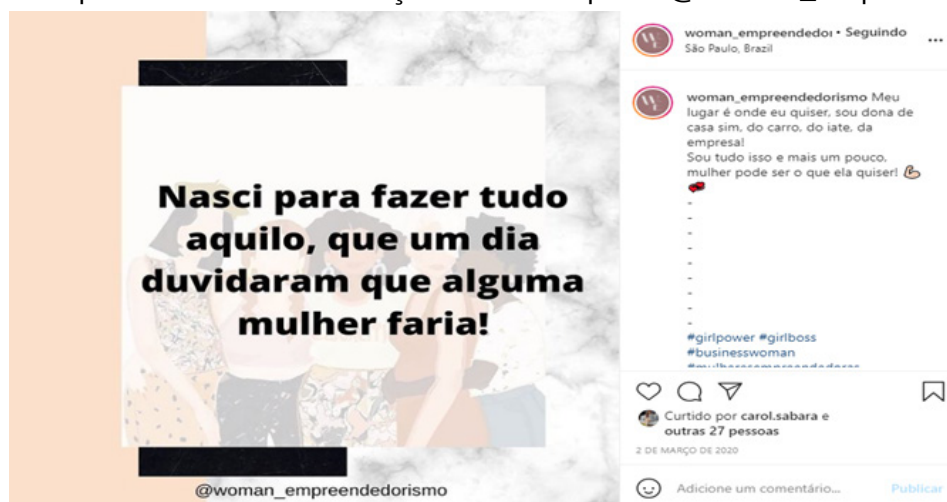 Nasci para fazer tudo
aquilo, que um dia
duvidaram que alguma
mulher faria!
@woman_empreendedorismo
woman_empreendedor • Seguindo
São Paulo, Brazil
woman_empreendedorismo Meu
lugar é onde eu quiser, sou dona de
casa sim, do carro, do iate, da
empresa!
Sou tudo isso e mais um pouco,
mulher pode ser o que ela quiser!
-
-
-
-
-
-
-
-
-
#girlpower #girlboss
#businesswoman
#mulheresempreendedoras
Curtido por carol.sabara e
outras 27 pessoas
2 DE MARÇO DE 2020
Adicione um comentário... Publicar